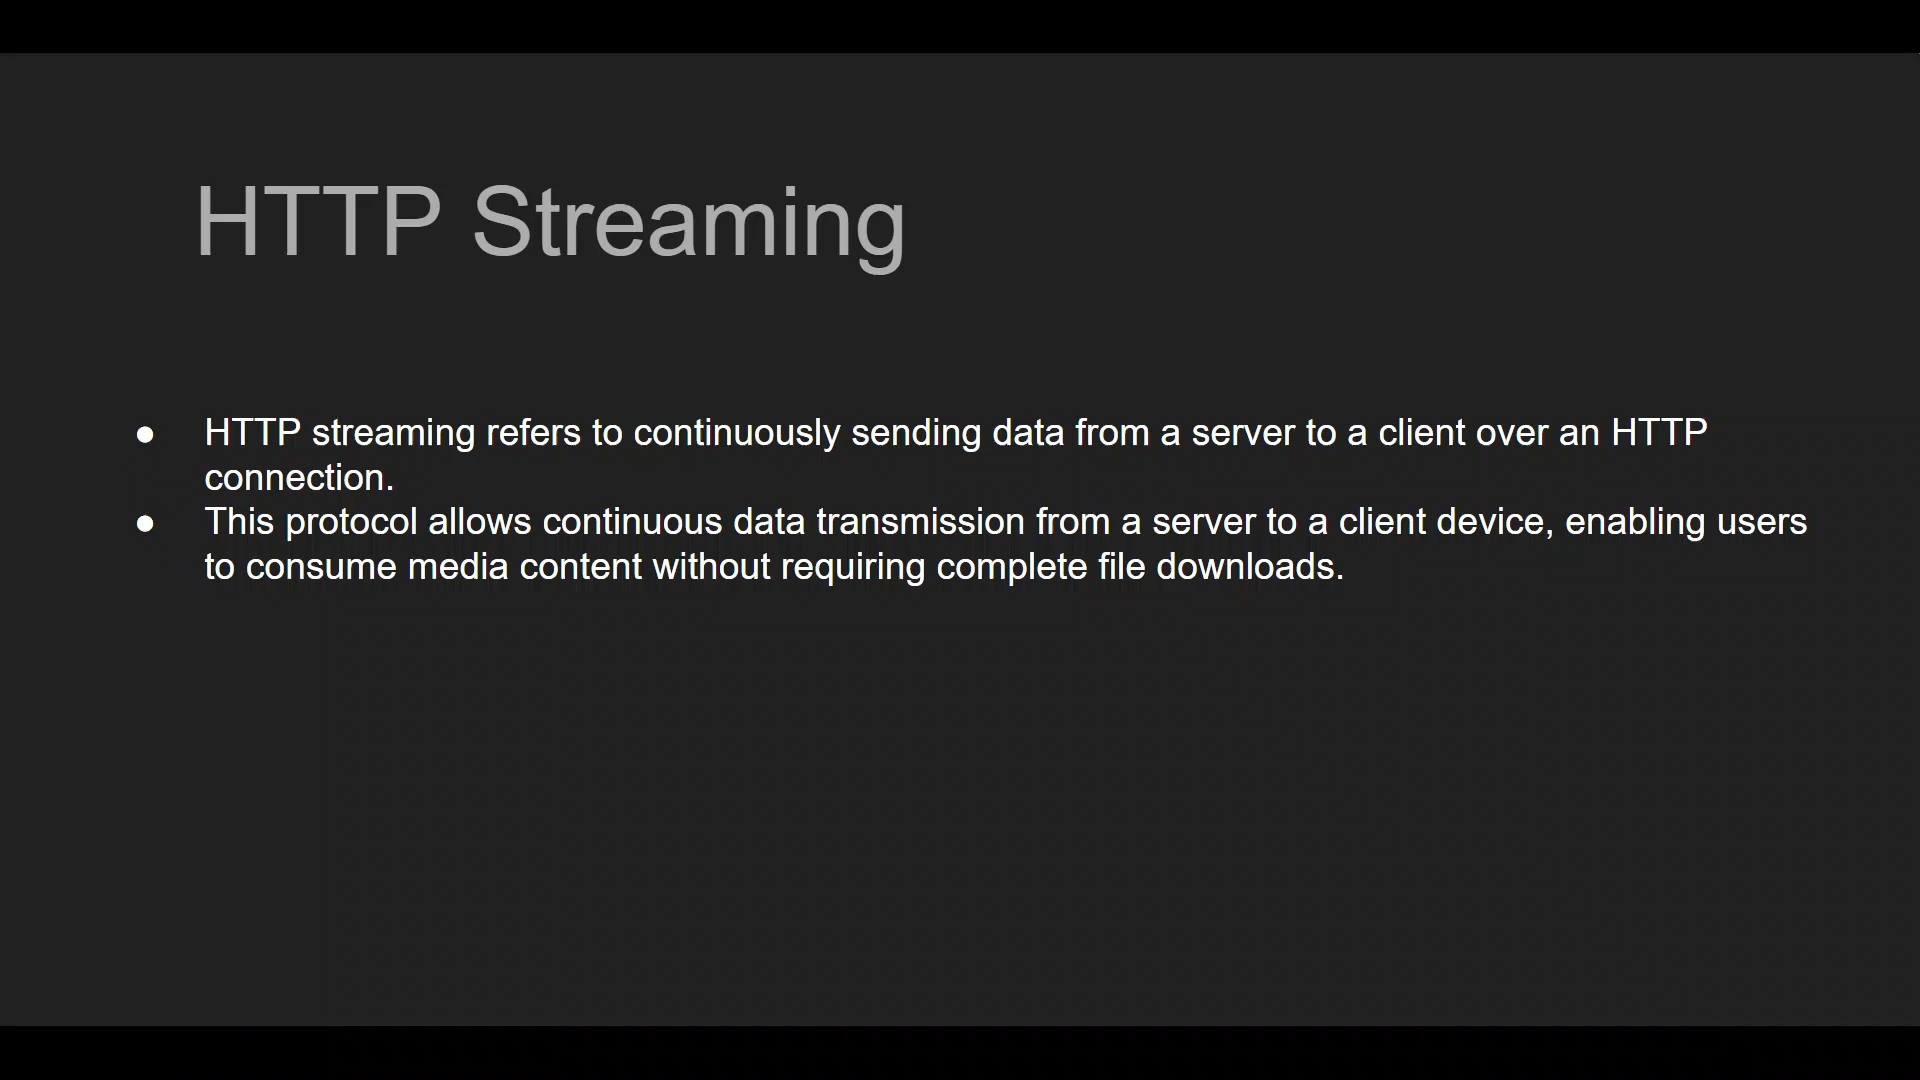 HTTP Streaming
● HTTP streaming refers to continuously sending data from a server to a client over an HTTP
connection.
● This protocol allows continuous data transmission from a server to a client device, enabling users
to consume media content without requiring complete file downloads.